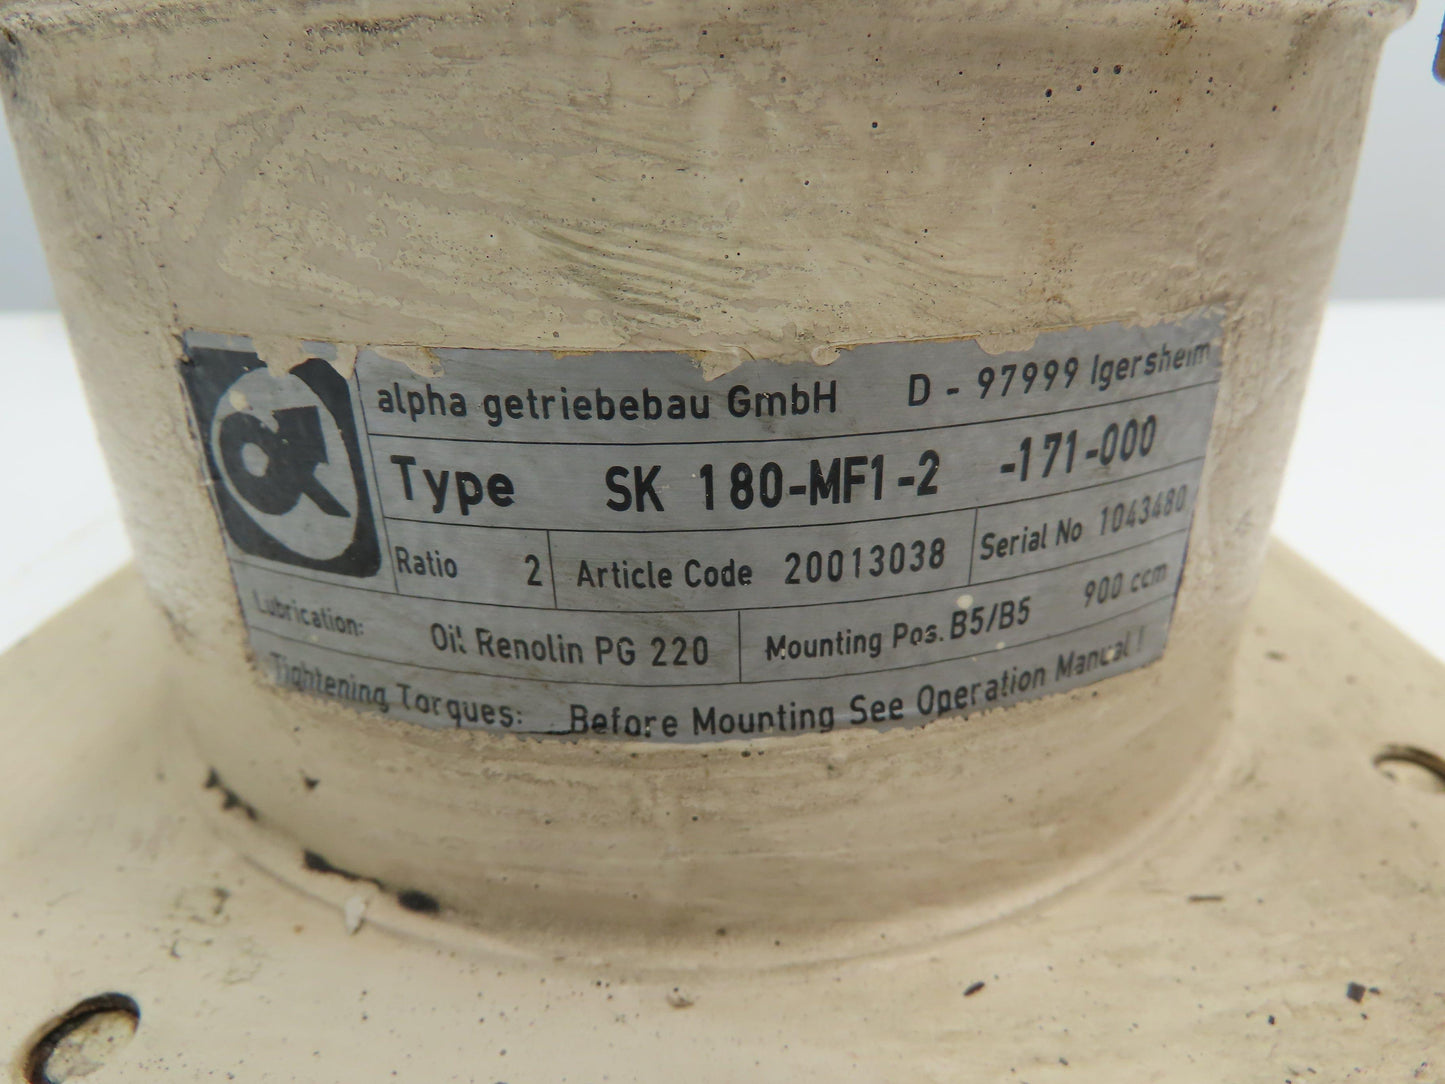 alpha getriebebau GmbH D - 97999 Igersheim
Type SK 180-MF1-2 -171-000
Ratio 2 Article Code 20013038 Serial No 1043480
Lubrication: Oil Renolin PG 220 Mounting Pos. B5/B5 900 ccm
Tightening Torques: Before Mounting See Operation Manual !